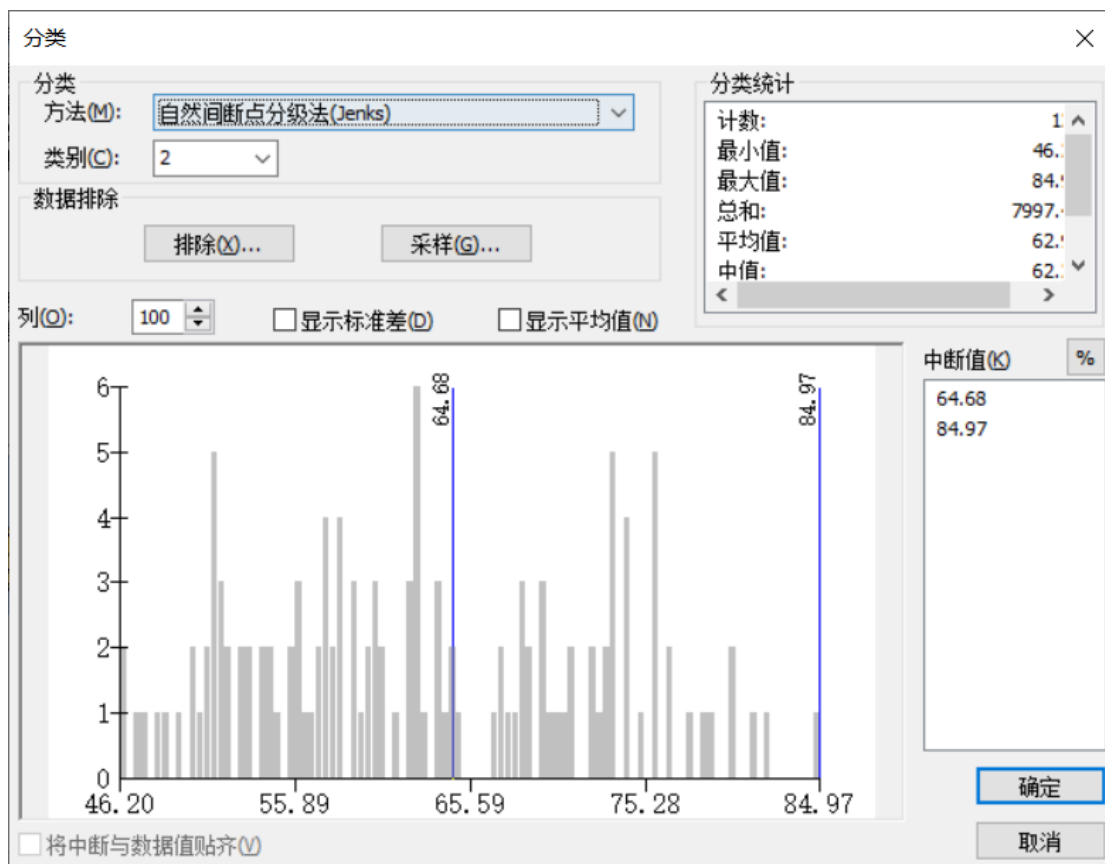 分类
分类
方法(M):
自然间断点分级法(Jenks)
类别(C):
2
数据排除
排除(X)...
采样(G)...
分类统计
计数:
最小值: 46.
最大值: 84.
总和: 7997.
平均值: 62.
中值: 62.
列(O):
100
显示标准差(D)
显示平均值(N)
中断值(K)
%
64.68
84.97
64.68
84.97
6
5
4
3
2
1
0
46.20
55.89
65.59
75.28
84.97
将中断与数据值贴齐(V)
确定
取消